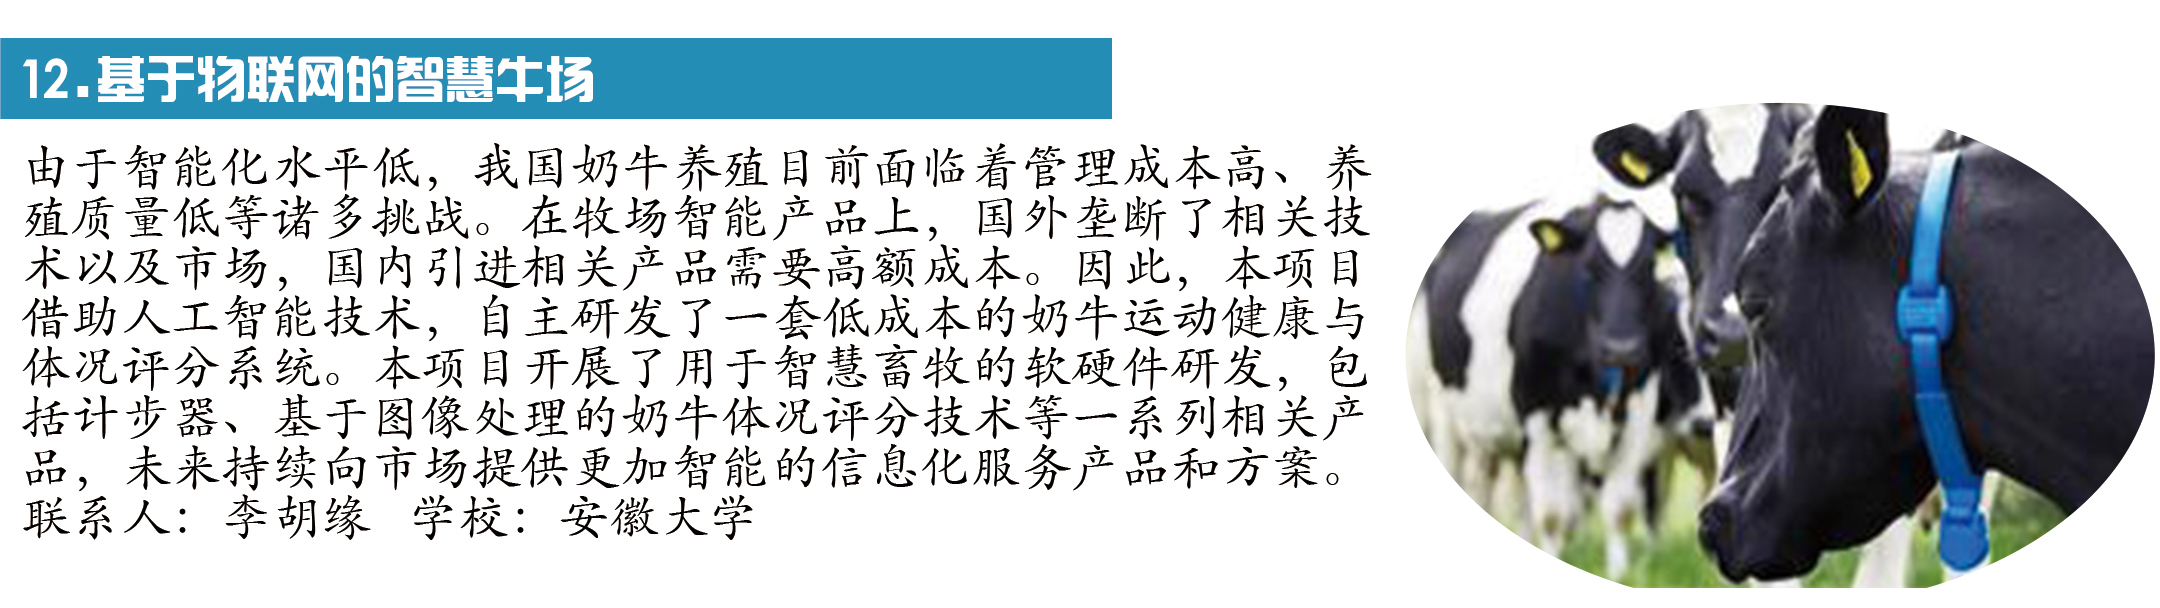 12.基于物联网的智慧牛场
由于智能化水平低，我国奶牛养殖目前面临着管理成本高、养
殖质量低等诸多挑战。在牧场智能产品上，国外垄断了相关技
术以及市场，国内引进相关产品需要高额成本。因此，本项目
借助人工智能技术，自主研发了一套低成本的奶牛运动健康与
体况评分系统。本项目开展了用于智慧畜牧的软硬件研发，包
括计步器、基于图像处理的奶牛体况评分技术等一系列相关产
品，未来持续向市场提供更加智能的信息化服务产品和方案。
联系人：李胡缘 学校：安徽大学